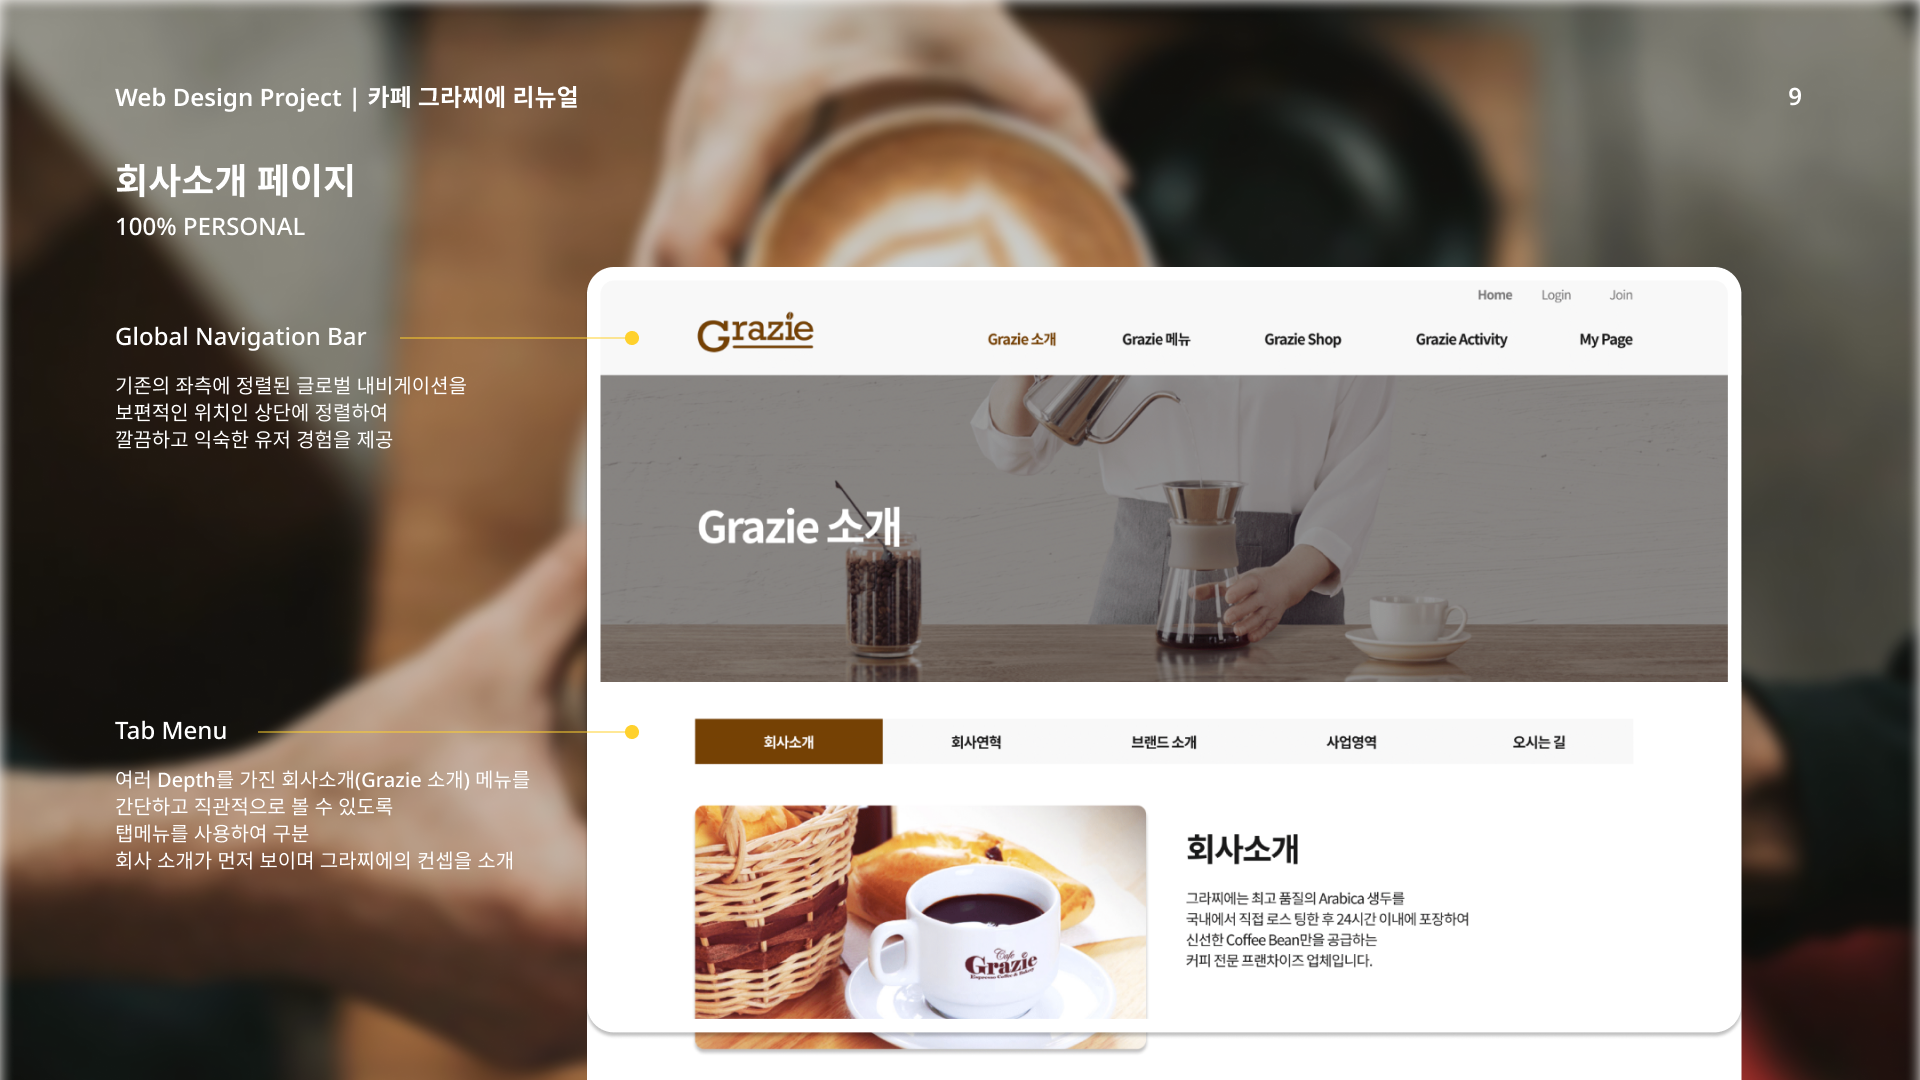 Web Design Project | 카페 그라찌에 리뉴얼
9
회사소개 페이지
100% PERSONAL
Global Navigation Bar
기존의 좌측에 정렬된 글로벌 내비게이션을
보편적인 위치인 상단에 정렬하여
깔끔하고 익숙한 유저 경험을 제공
Tab Menu
여러 Depth를 가진 회사소개(Grazie 소개) 메뉴를
간단하고 직관적으로 볼 수 있도록
탭메뉴를 사용하여 구분
회사 소개가 먼저 보이며 그라찌에의 컨셉을 소개
Home Login Join
Grazie
Grazie 소개 Grazie 메뉴 Grazie Shop Grazie Activity My Page
Grazie 소개
회사소개 회사연혁 브랜드 소개 사업영역 오시는 길
Cafe
Grazie
Espresso Coffee & Bakery
회사소개
그라찌에는 최고 품질의 Arabica 생두를
국내에서 직접 로스 팅한 후 24시간 이내에 포장하여
신선한 Coffee Bean만을 공급하는
커피 전문 프랜차이즈 업체입니다.